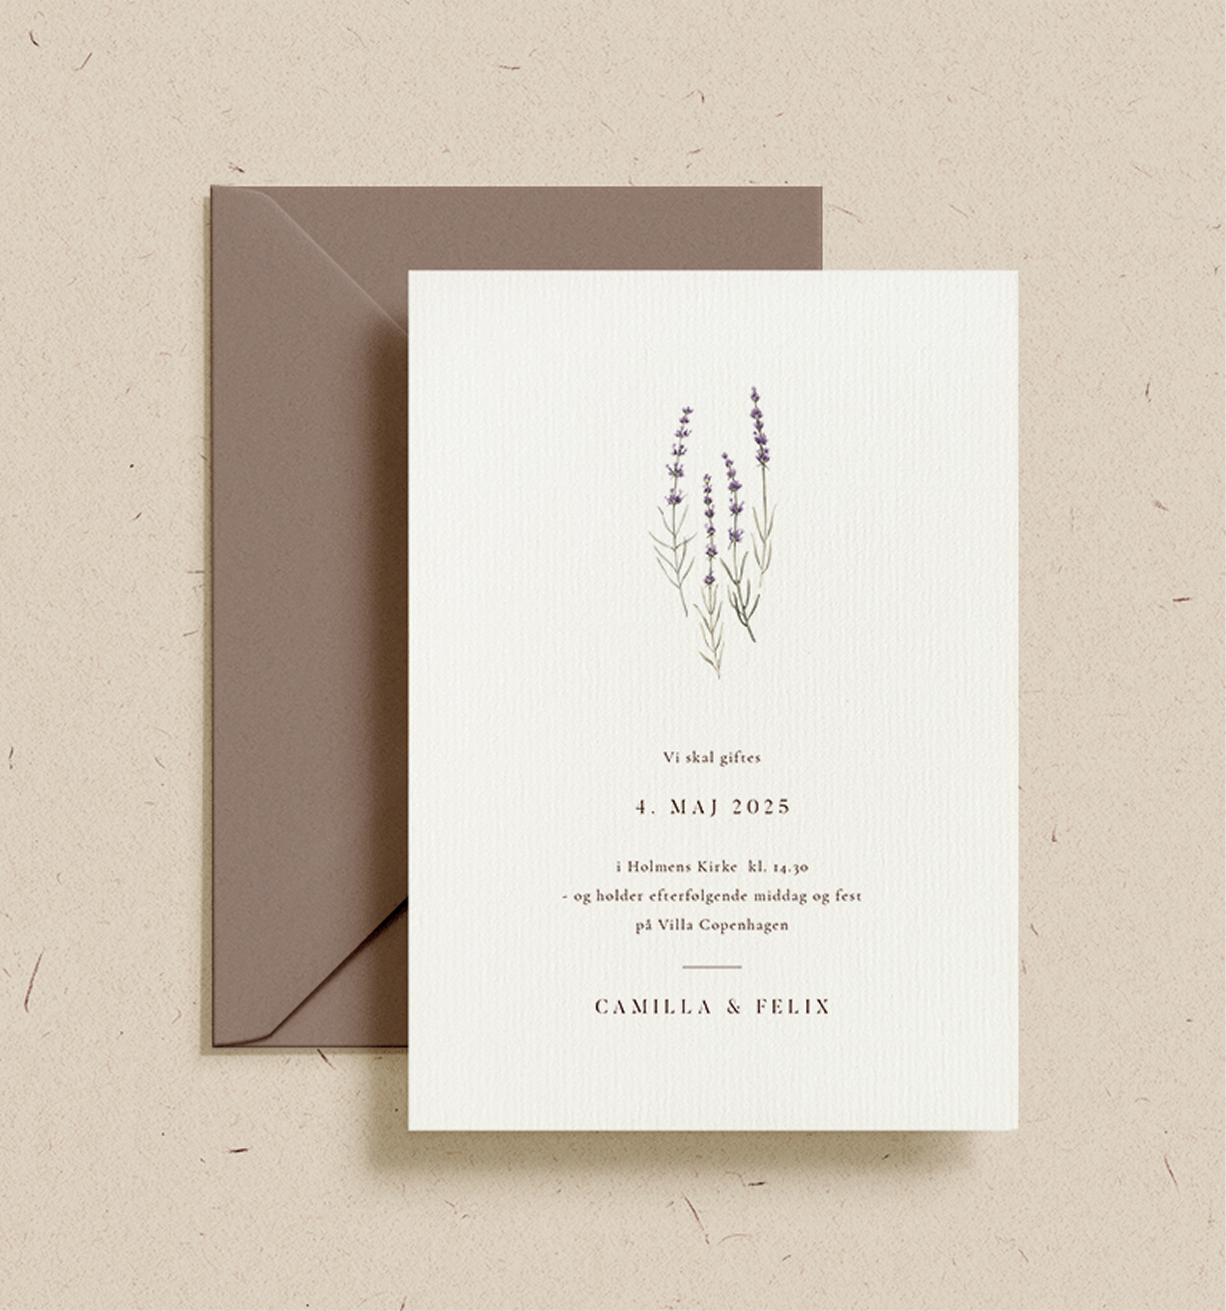 Vi skal giftes
4. MAJ 2025
i Holmens Kirke kl. 14.30
- og holder efterfølgende middag og fest
på Villa Copenhagen
CAMILLA & FELIX